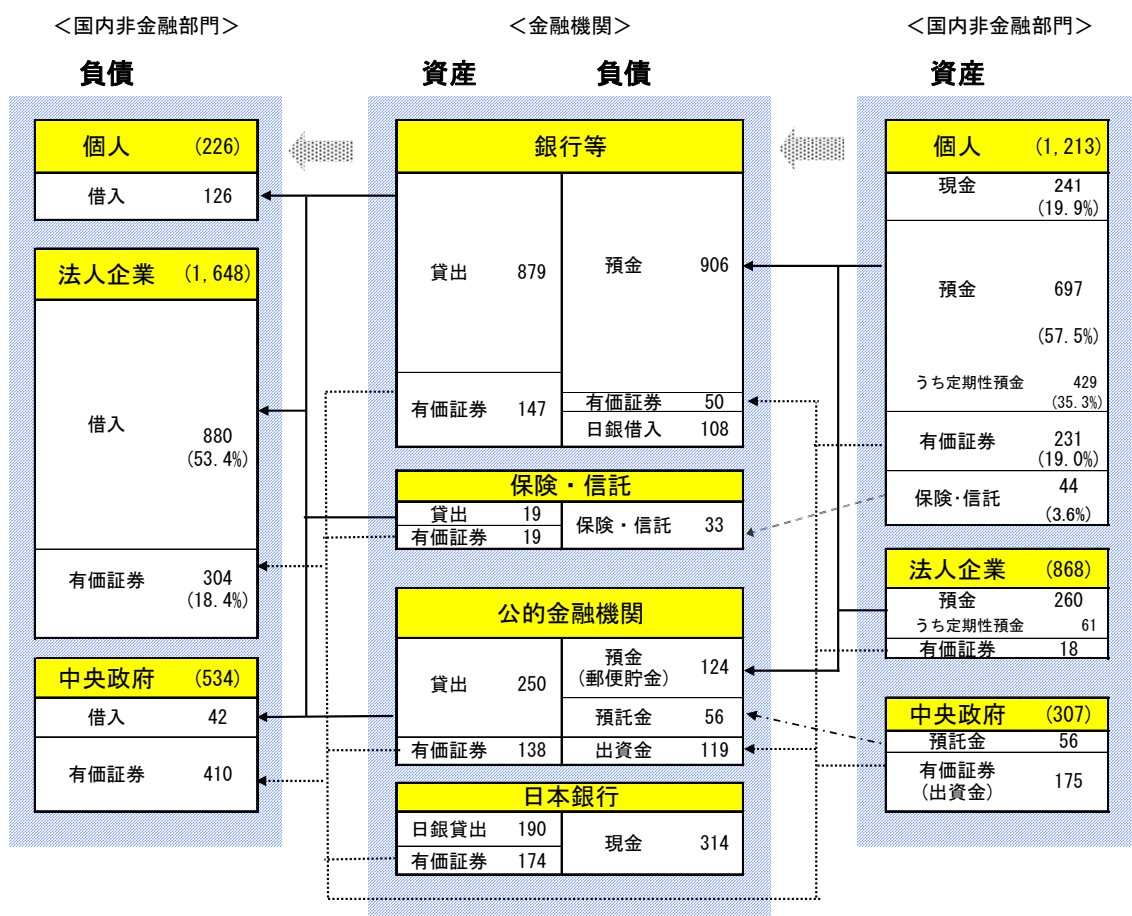 ＜国内非金融部門＞
負債
個人 (226)
借入 126
法人企業 (1,648)
借入 880
(53.4%)
有価証券 304
(18.4%)
中央政府 (534)
借入 42
有価証券 410
＜金融機関＞
資産 負債
銀行等
貸出 879
有価証券 147
預金 906
有価証券 50
日銀借入 108
保険・信託
貸出 19
有価証券 19
保険・信託 33
公的金融機関
貸出 250
有価証券 138
預金
(郵便貯金) 124
預託金 56
出資金 119
日本銀行
日銀貸出 190
有価証券 174
現金 314
＜国内非金融部門＞
資産
個人 (1,213)
現金 241
(19.9%)
預金 697
(57.5%)
うち定期性預金 429
(35.3%)
有価証券 231
(19.0%)
保険・信託 44
(3.6%)
法人企業 (868)
預金 260
うち定期性預金 61
有価証券 18
中央政府 (307)
預託金 56
有価証券
(出資金) 175